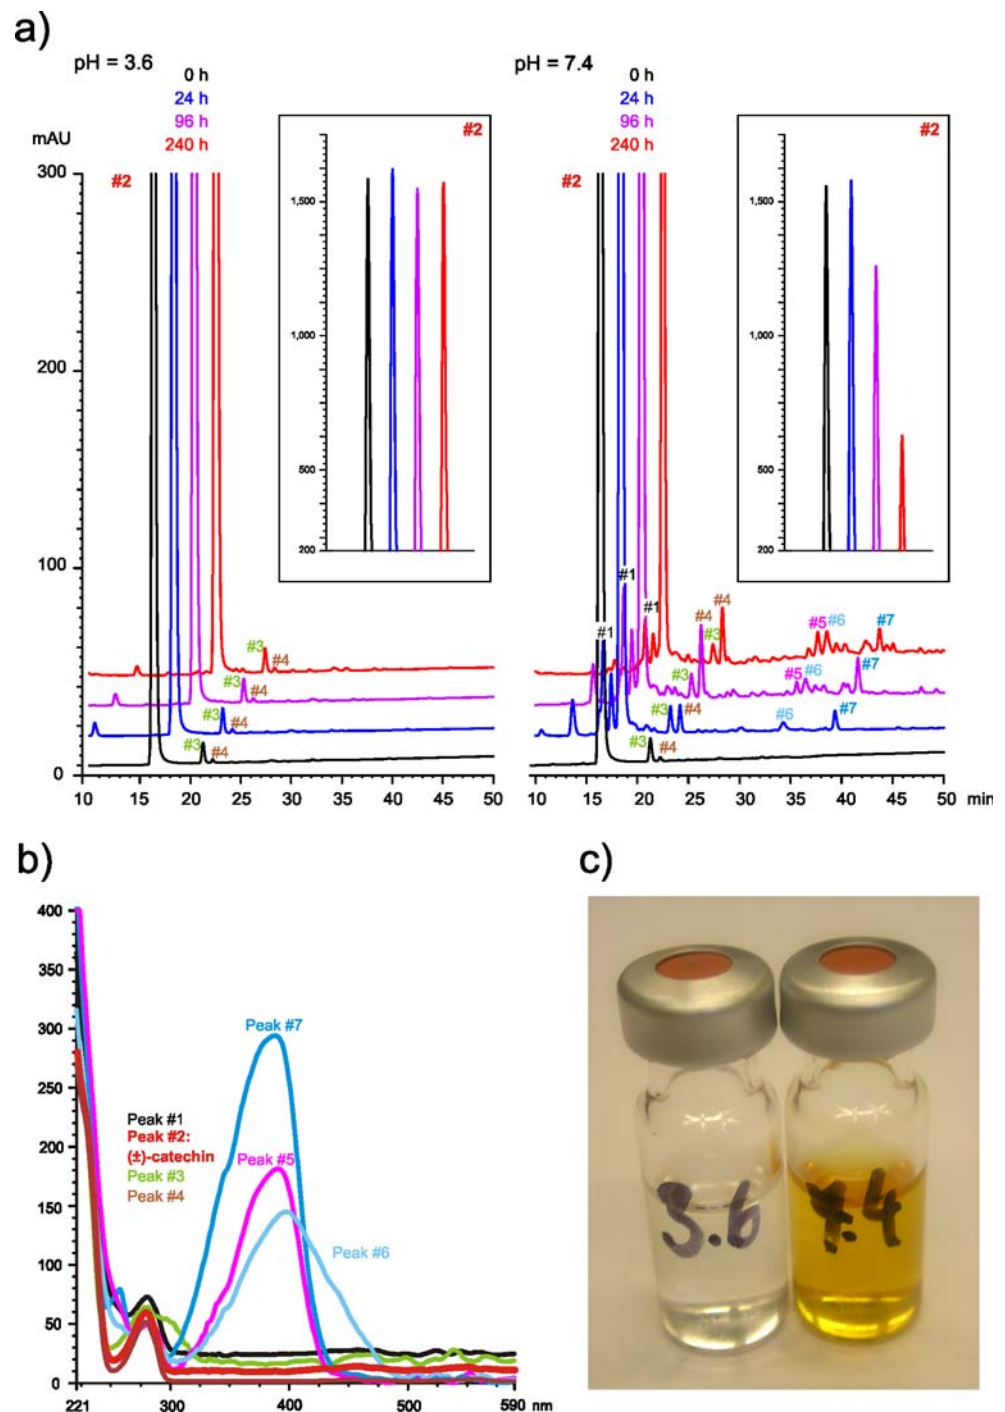 a)
pH = 3.6
0 h
24 h
96 h
240 h
mAU
#2
300
200
100
0
#2
1,500
1,000
500
200
#3
#4
#3
#4
#3
#4
#3
#4
10 15 20 25 30 35 40 45 50
pH = 7.4
0 h
24 h
96 h
240 h
#2
#2
1,500
1,000
500
200
#1
#1
#1
#4
#4
#3
#3
#3
#4
#3
#4
#5
#6
#7
#5
#6
#7
#6
#7
10 15 20 25 30 35 40 45 50 min
b)
400
350
300
250
200
150
100
50
0
Peak #7
Peak #1
Peak #2:
(±)-catechin
Peak #3
Peak #4
Peak #5
Peak #6
221 300 400 500 590 nm
c)
3.6
7.4